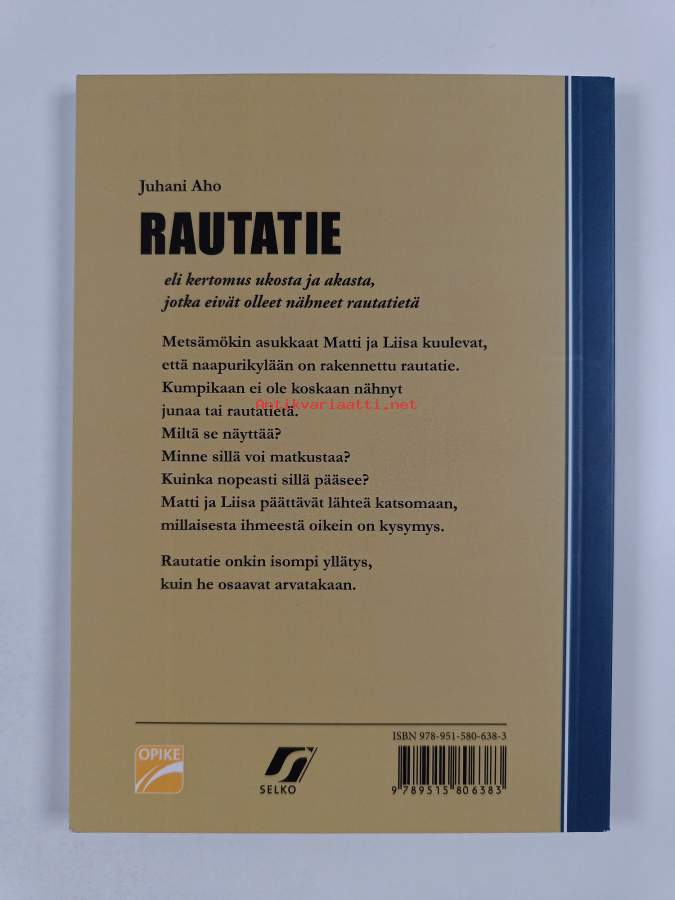 Juhani Aho
RAUTATIE
eli kertomus ukosta ja akasta,
jotka eivät olleet nähneet rautatietä
Metsämökin asukkaat Matti ja Liisa kuulevat,
että naapurikylään on rakennettu rautatie.
Kumpikaan ei ole koskaan nähnyt
junaa tai rautatietä.
Antikvariaatti.net
Miltä se näyttää?
Minne sillä voi matkustaa?
Kuinka nopeasti sillä pääsee?
Matti ja Liisa päättävät lähteä katsomaan,
millaisesta ihmeestä oikein on kysymys.
Rautatie onkin isompi yllätys,
kuin he osaavat arvatakaan.
OPIKE
SELKO
ISBN 978-951-580-638-3
9 789515 806383